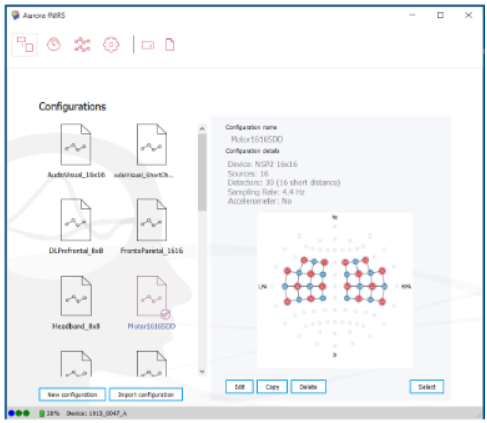 Aurora fNIRS
Configurations
AudioVisual_16x16
DLPrefrontal_8x8
FrontoParietal_1616
Headband_8x8
Motor1616SDD
New configuration
Import configuration
Configuration name
Motor1616SDD
Configuration details
Device: NSP2 16x16
Sources: 16
Detectors: 30 (16 short distance)
Sampling Rate: 4.4 Hz
Accelerometer: No
Nz
LPA
RPA
Iz
Edit
Copy
Delete
Select
28% Device: 1913_0047_A